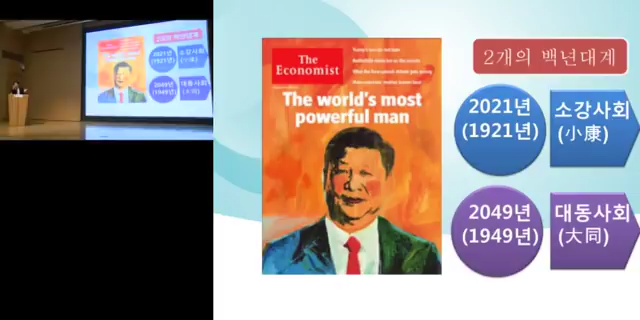 2개의 백년대계
The
Economist
The world's most
powerful man
2021년
(1921년)
소강사회
(小康)
2049년
(1949년)
대동사회
(大同)